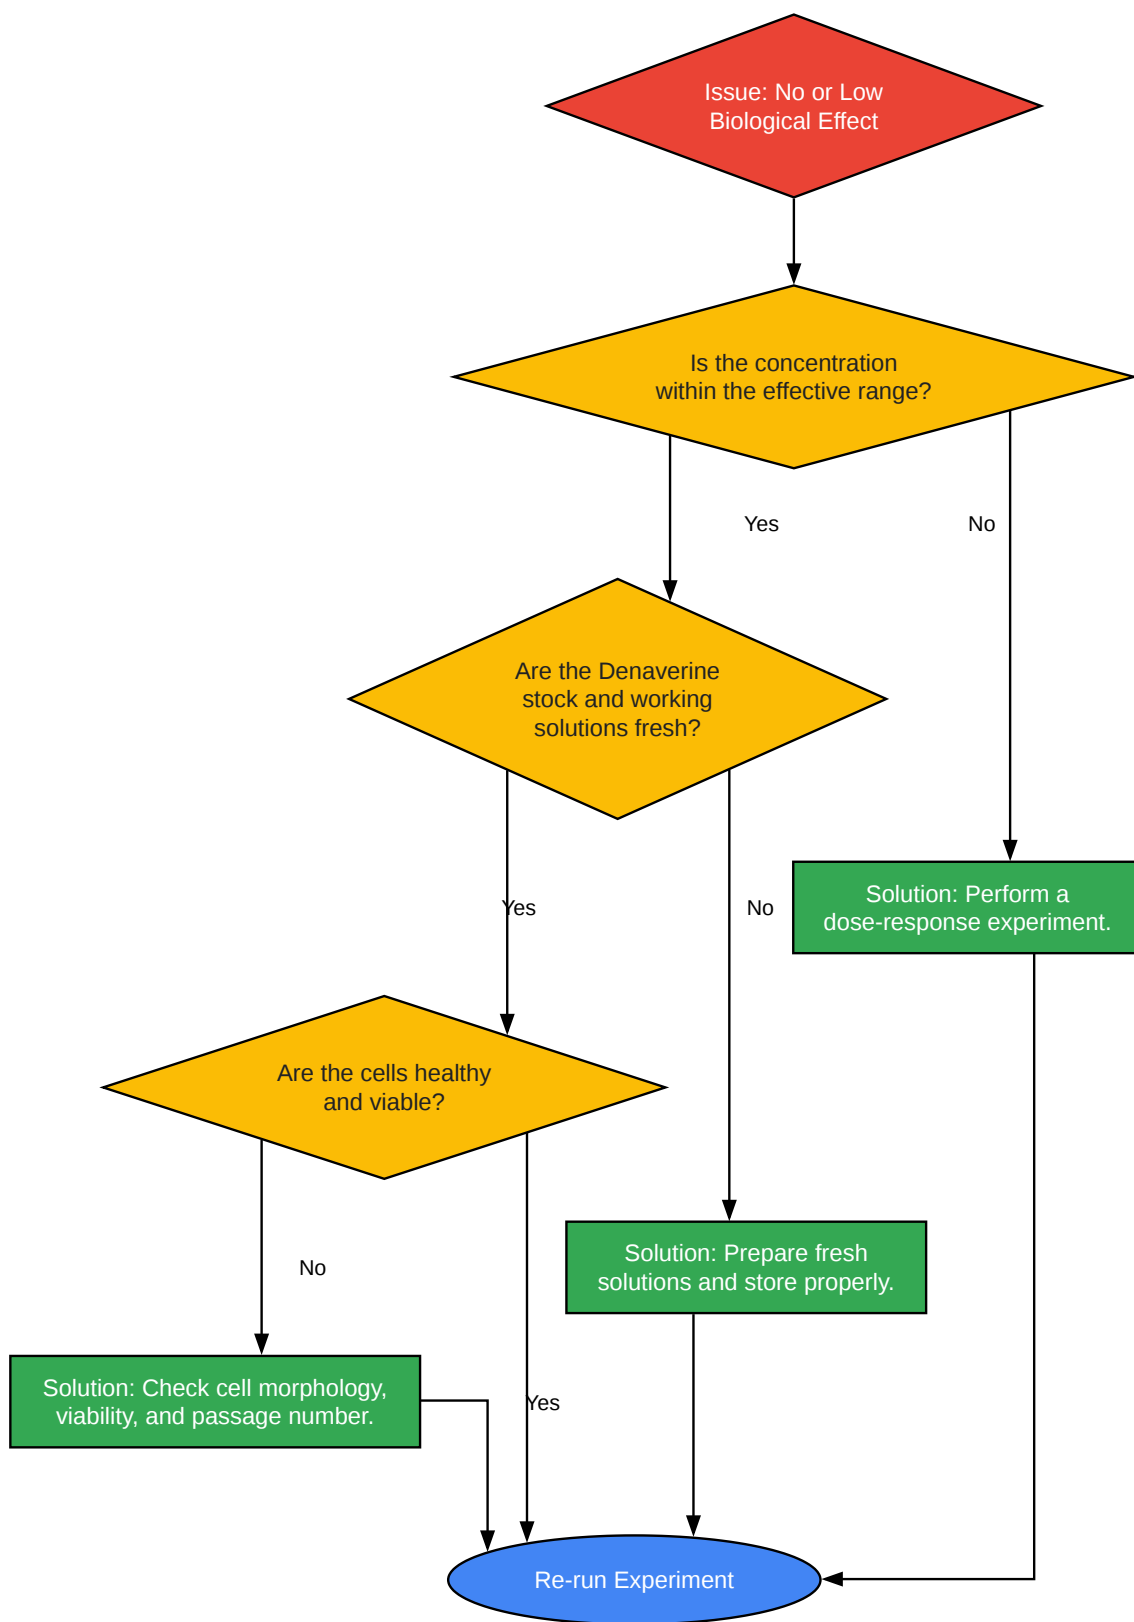 Issue: No or Low
Biological Effect
Is the concentration
within the effective range?
Yes
No
Are the Denaverine
stock and working
solutions fresh?
Solution: Perform a
dose-response experiment.
Yes
No
Are the cells healthy
and viable?
Solution: Prepare fresh
solutions and store properly.
No
Solution: Check cell morphology,
viability, and passage number.
Yes
Re-run Experiment